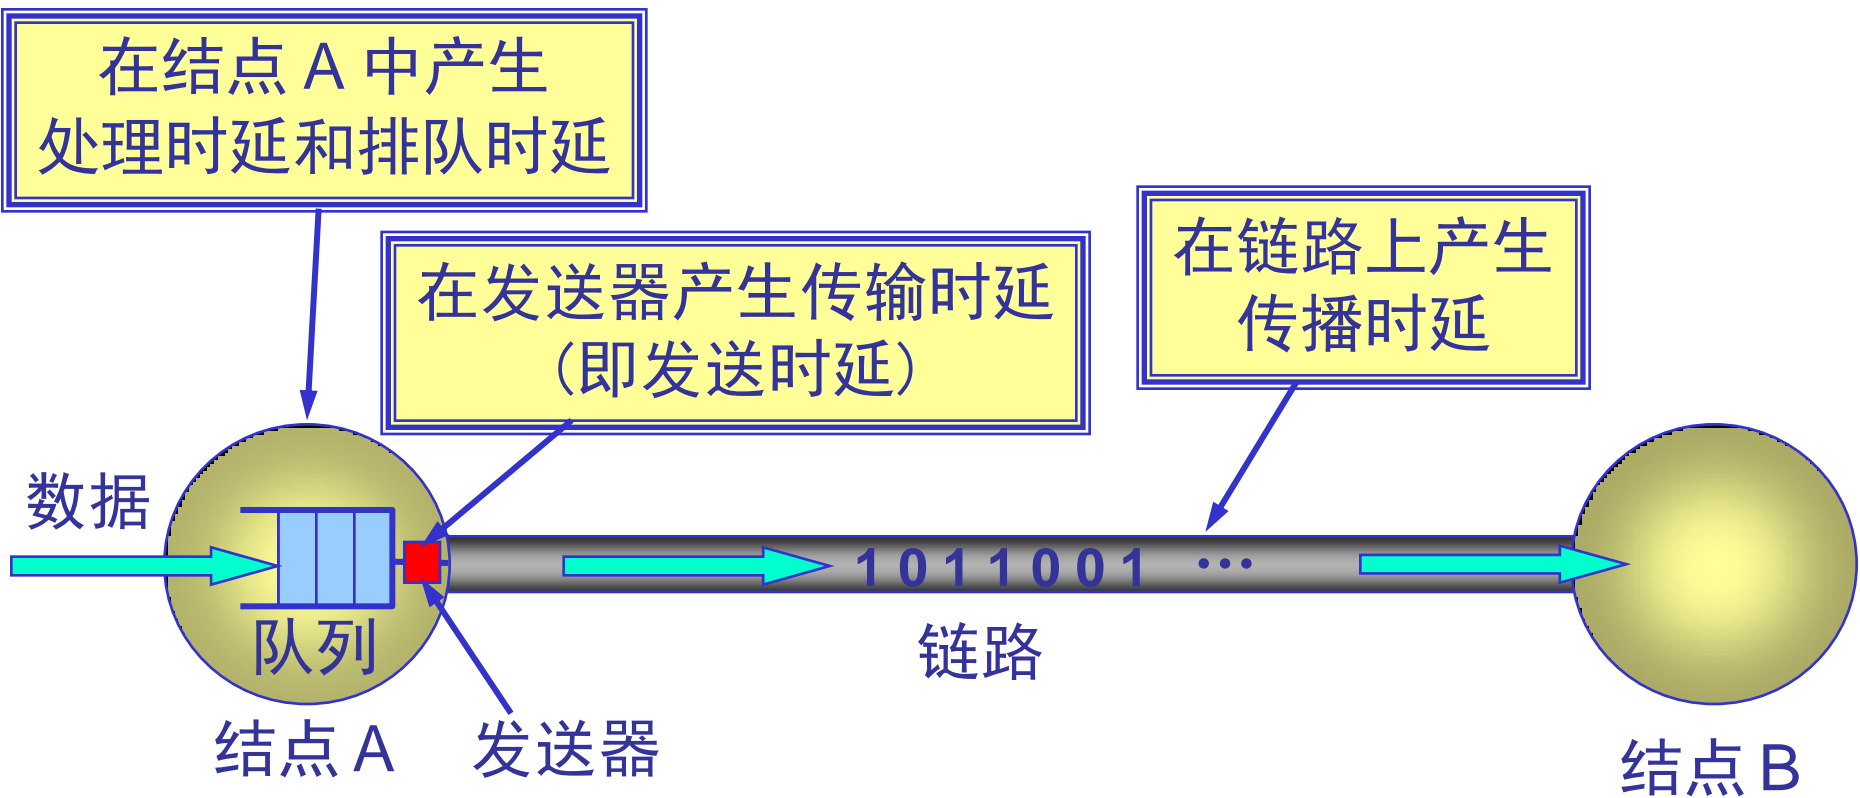 在结点 A 中产生
处理时延和排队时延
在发送器产生传输时延
(即发送时延)
在链路上产生
传播时延
数据
1 0 1 1 0 0 1 …
队列
链路
结点 A
发送器
结点 B